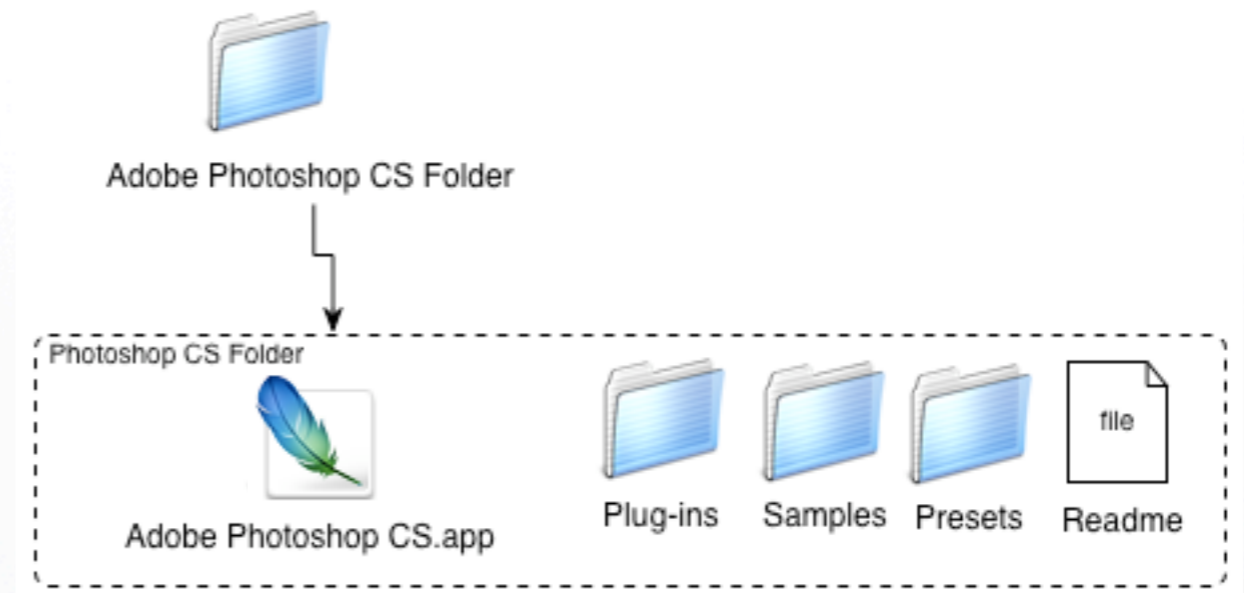 Adobe Photoshop CS Folder
Photoshop CS Folder
Adobe Photoshop CS.app
Plug-ins
Samples
Presets
file
Readme